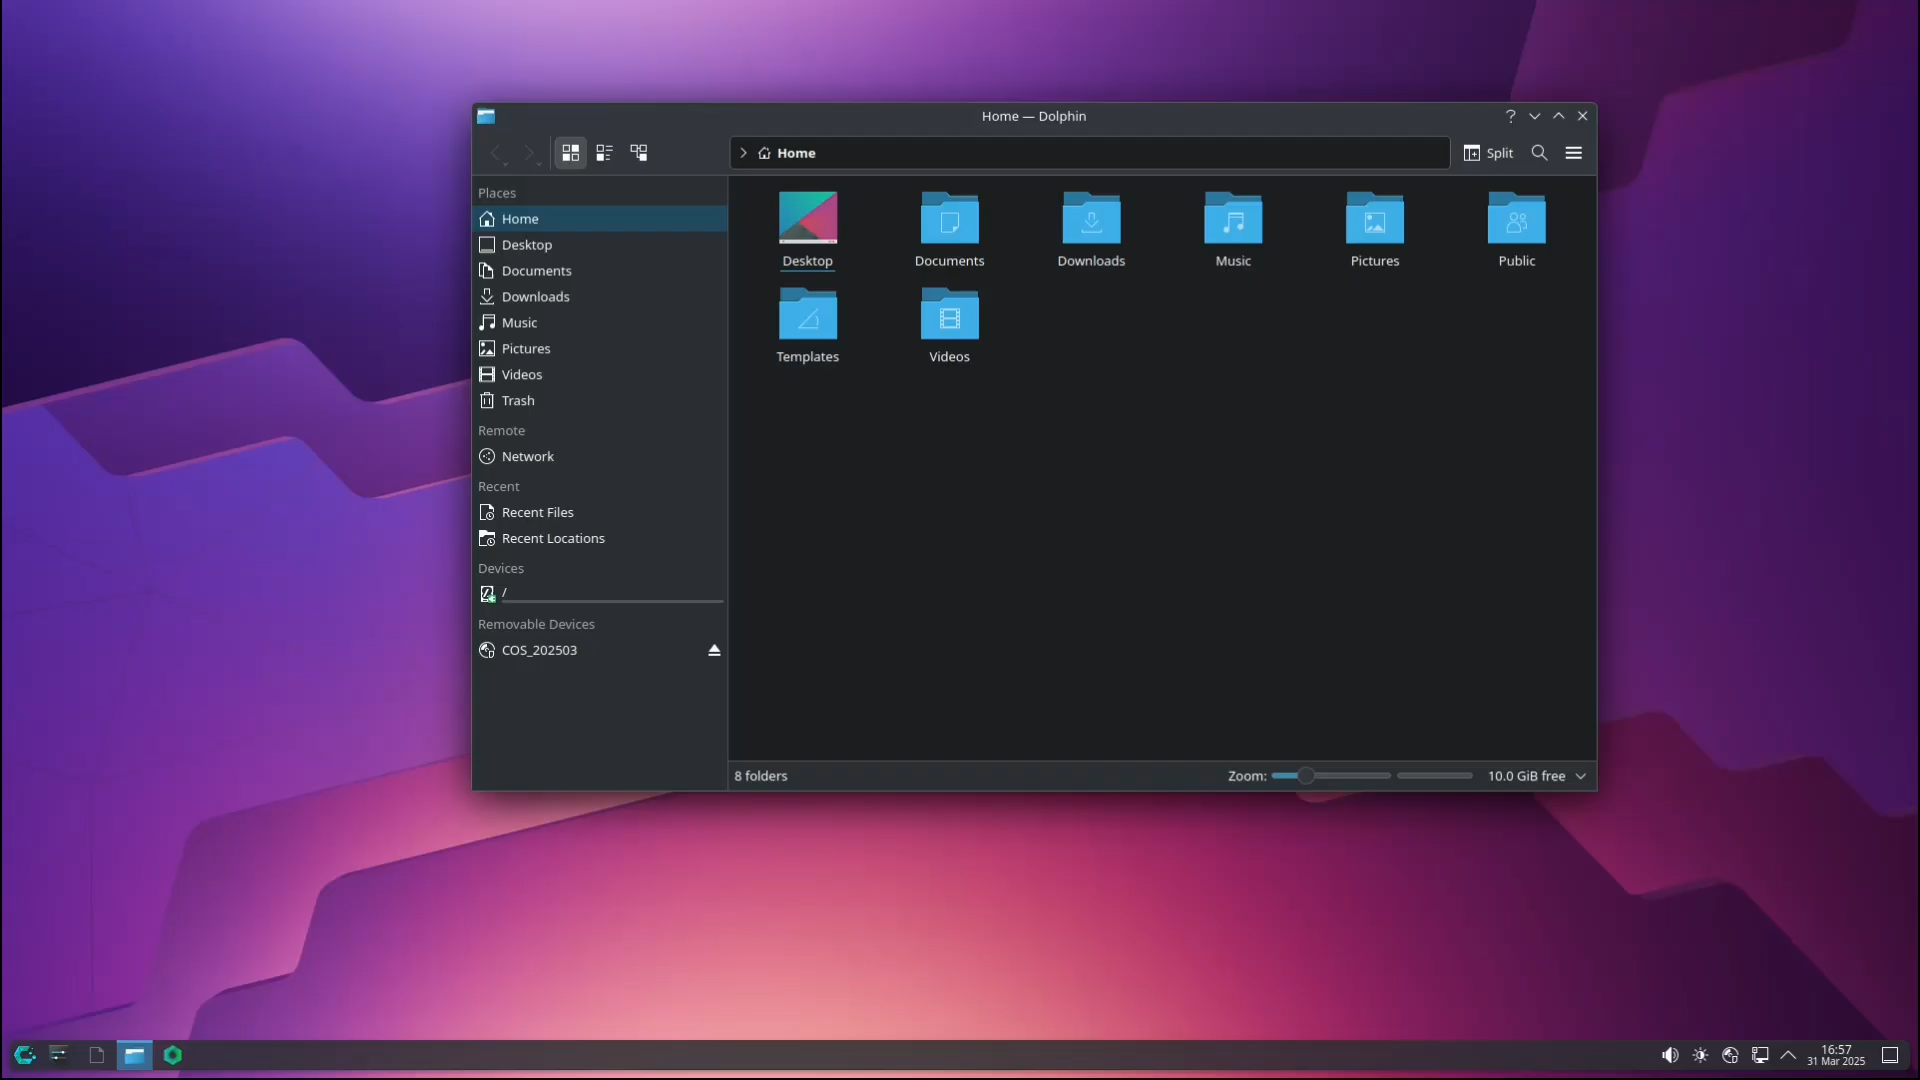 Home — Dolphin
Home
Split
Places
Home
Desktop
Documents
Downloads
Music
Pictures
Videos
Trash
Remote
Network
Recent
Recent Files
Recent Locations
Devices
/
Removable Devices
COS_202503
Desktop
Documents
Downloads
Music
Pictures
Public
Templates
Videos
8 folders
Zoom:
10.0 GiB free
16:57
31 Mar 2025